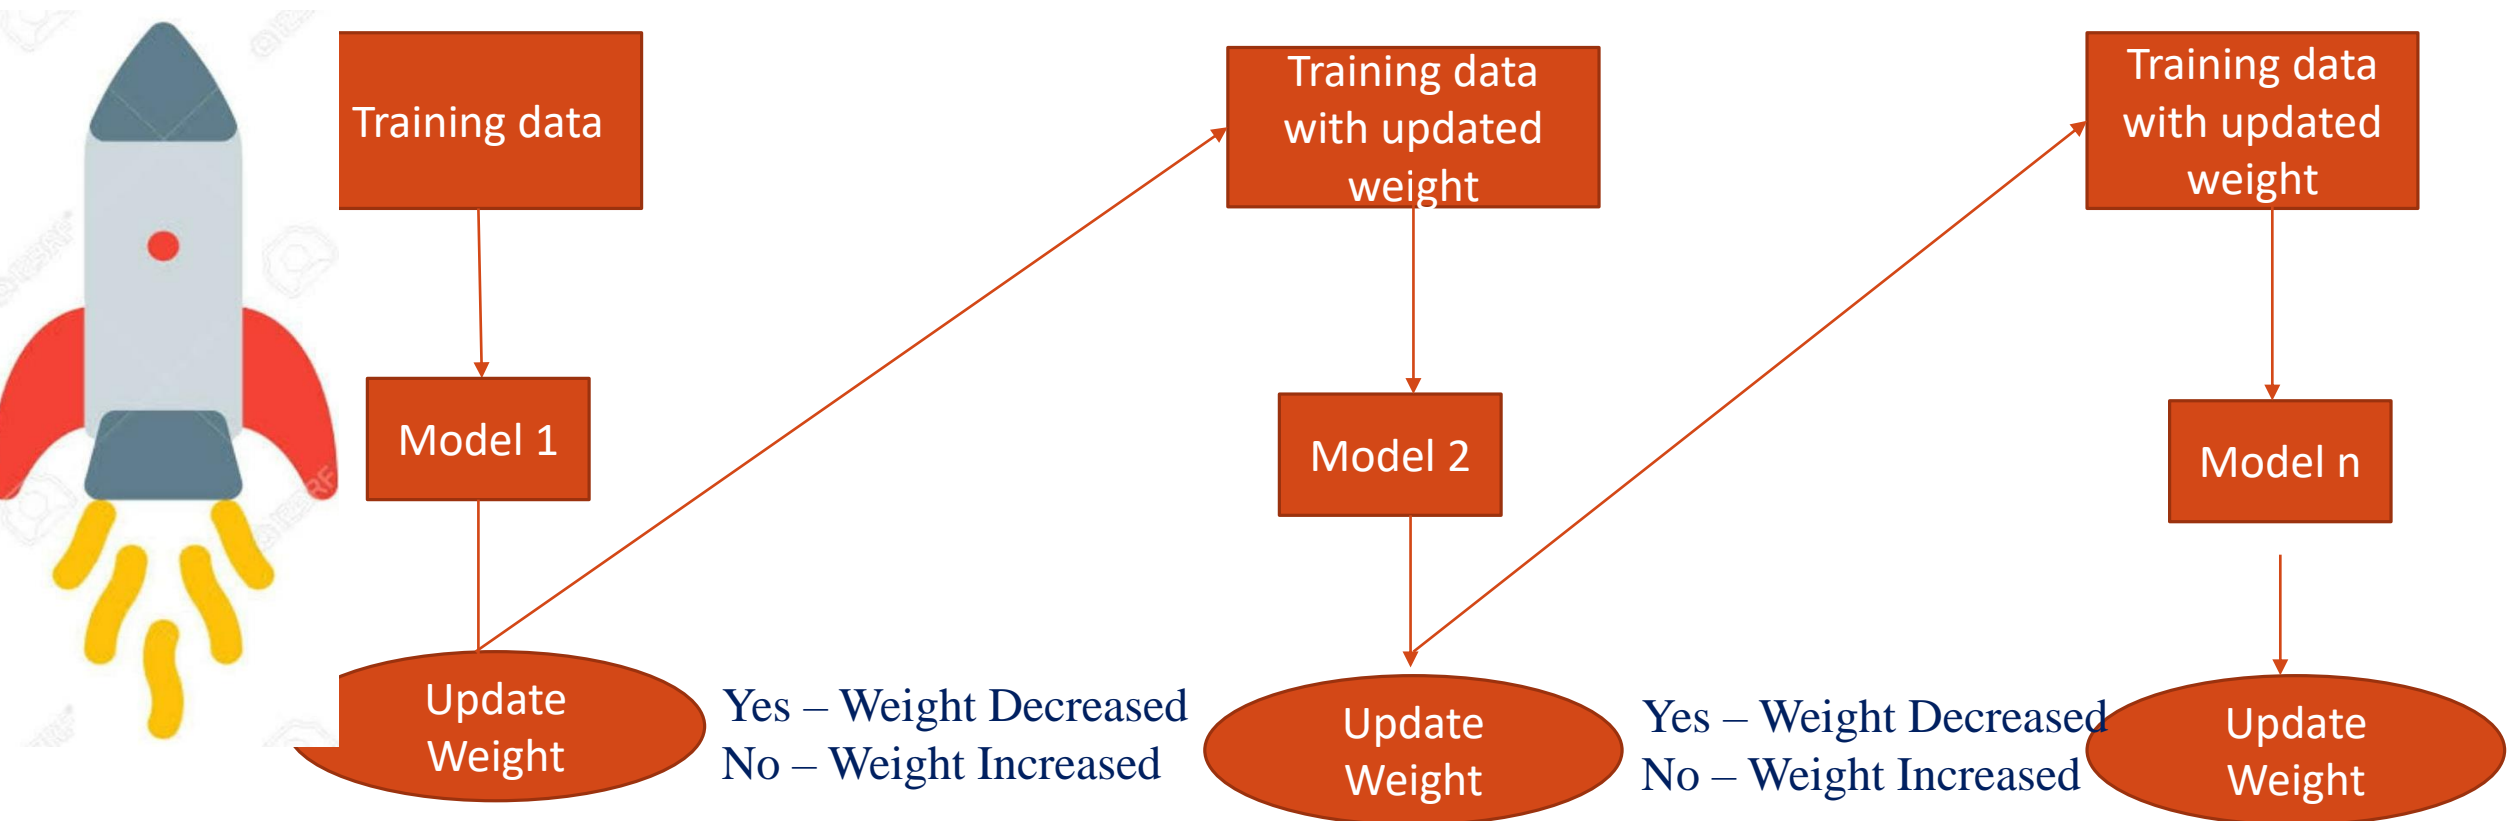 Training data
Model 1
Update
Weight
Yes – Weight Decreased
No – Weight Increased
Training data
with updated
weight
Model 2
Update
Weight
Yes – Weight Decreased
No – Weight Increased
Training data
with updated
weight
Model n
Update
Weight